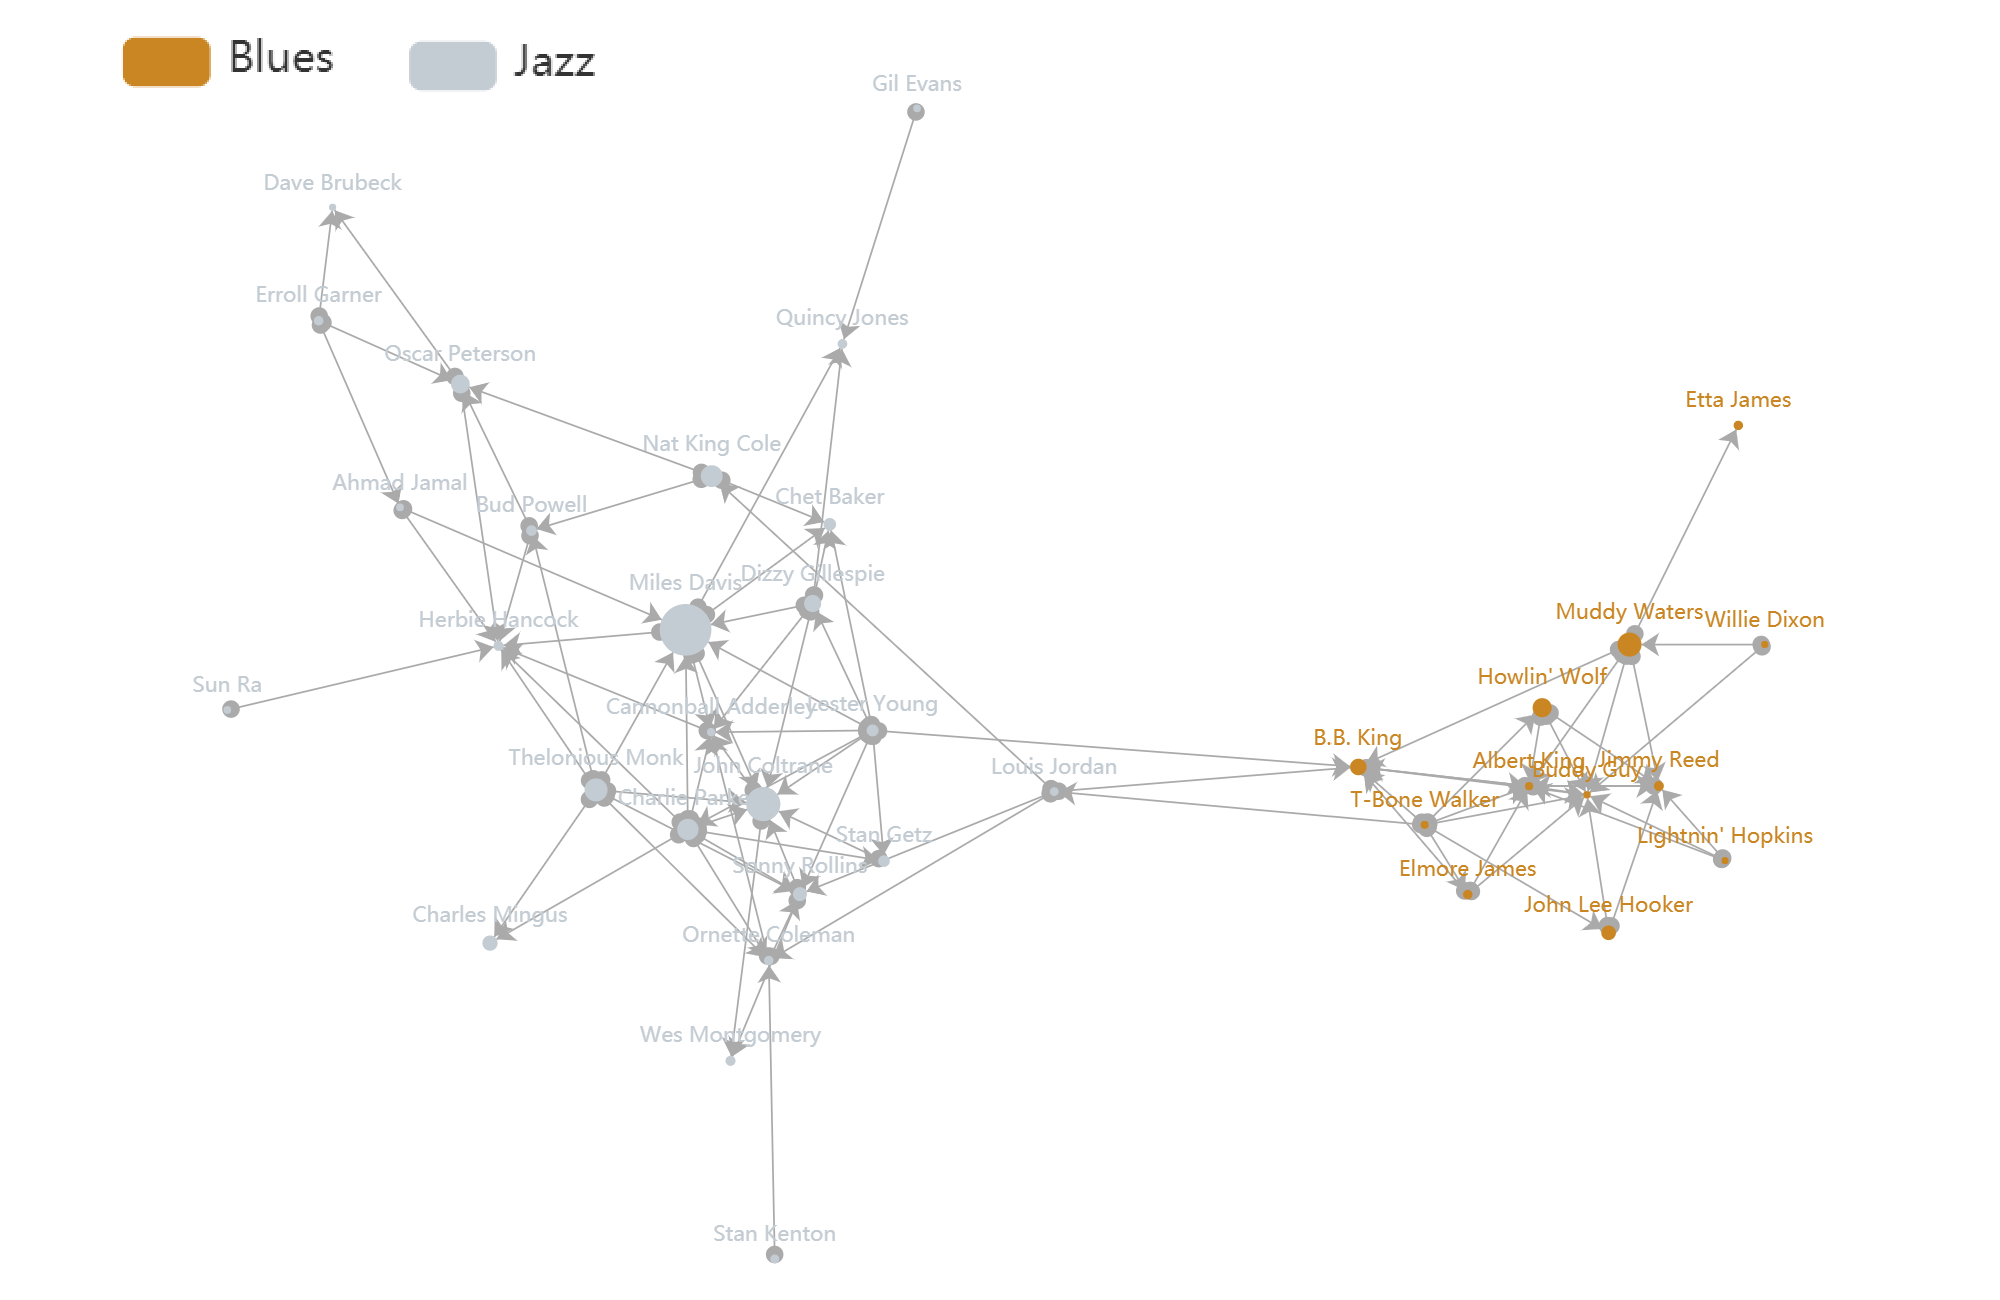 Blues
Jazz
Gil Evans
Dave Brubeck
Erroll Garner
Quincy Jones
Oscar Peterson
Etta James
Nat King Cole
Ahmad Jamal
Chet Baker
Bud Powell
Dizzy Gillespie
Miles Davis
Muddy Waters
Willie Dixon
Herbie Hancock
Howlin' Wolf
Sun Ra
Cannonball Adderley
Lester Young
B.B. King
Thelonious Monk
John Coltrane
Louis Jordan
Albert King
Jimmy Reed
Buddy Guy
Charlie Parker
T-Bone Walker
Stan Getz
Lightnin' Hopkins
Sonny Rollins
Elmore James
John Lee Hooker
Charles Mingus
Ornette Coleman
Wes Montgomery
Stan Kenton